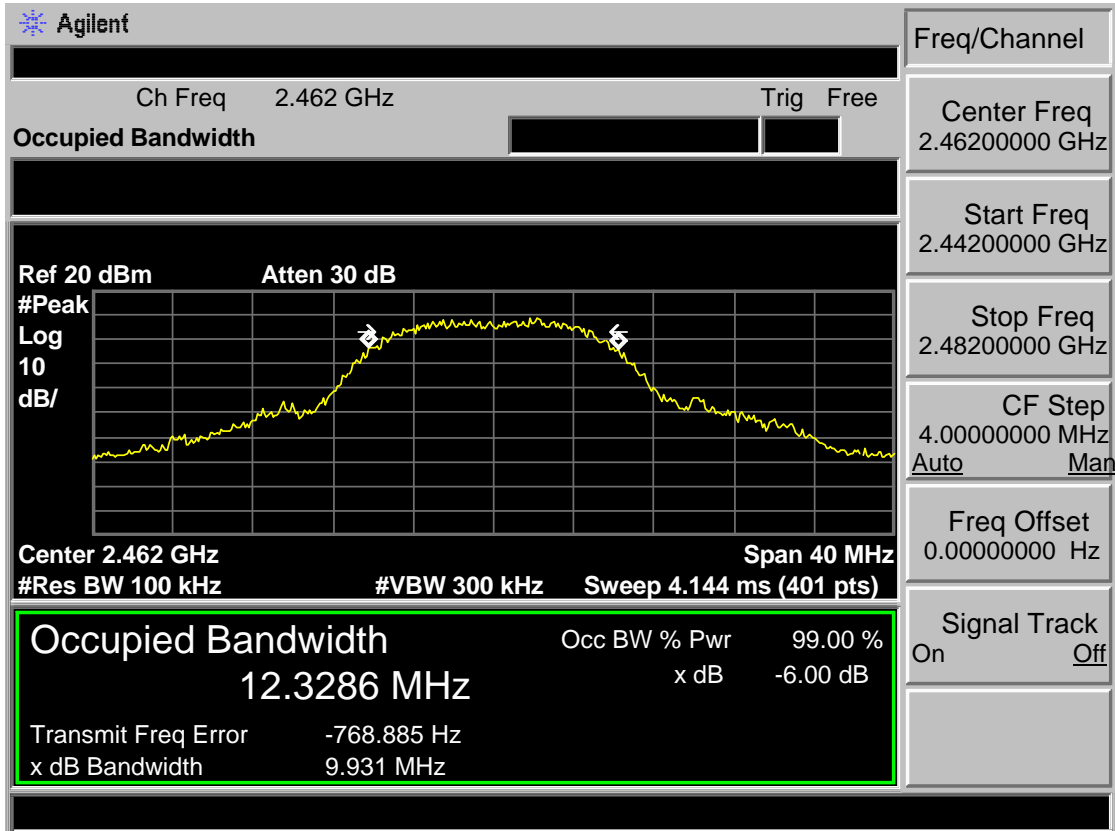 Agilent
Freq/Channel
Ch Freq 2.462 GHz Trig Free
Occupied Bandwidth
Center Freq
2.46200000 GHz
Start Freq
2.44200000 GHz
Stop Freq
2.48200000 GHz
CF Step
4.00000000 MHz
Auto Man
Freq Offset
0.00000000 Hz
Signal Track
On Off
Ref 20 dBm Atten 30 dB
#Peak
Log
10
dB/
Center 2.462 GHz Span 40 MHz
#Res BW 100 kHz #VBW 300 kHz Sweep 4.144 ms (401 pts)
Occupied Bandwidth
12.3286 MHz
Occ BW % Pwr 99.00 %
x dB -6.00 dB
Transmit Freq Error -768.885 Hz
x dB Bandwidth 9.931 MHz